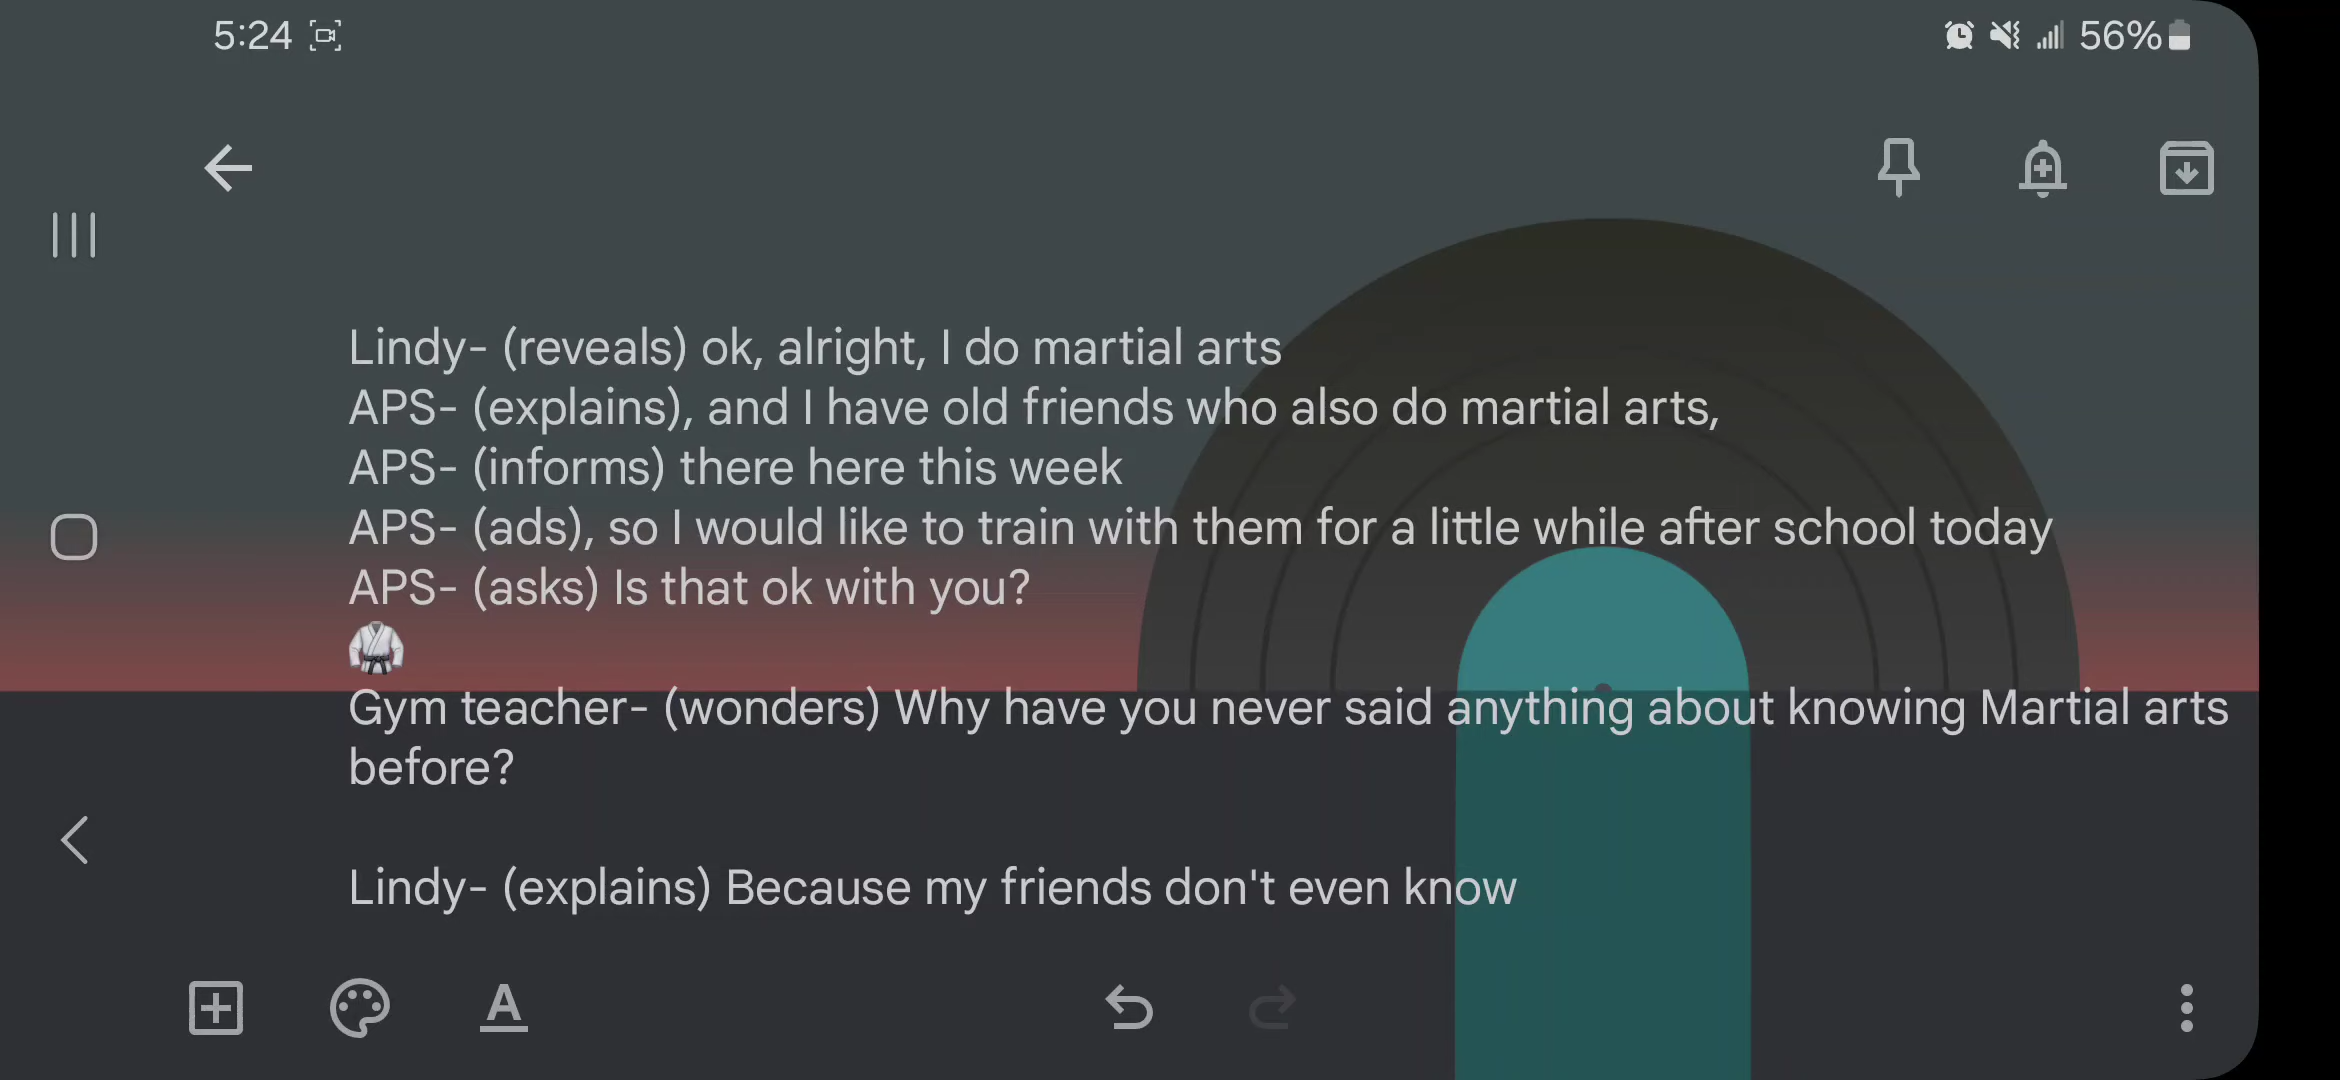 5:24
56%
Lindy- (reveals) ok, alright, I do martial arts
APS- (explains), and I have old friends who also do martial arts,
APS- (informs) there here this week
APS- (ads), so I would like to train with them for a little while after school today
APS- (asks) Is that ok with you?
🥋
Gym teacher- (wonders) Why have you never said anything about knowing Martial arts
before?
Lindy- (explains) Because my friends don't even know
A